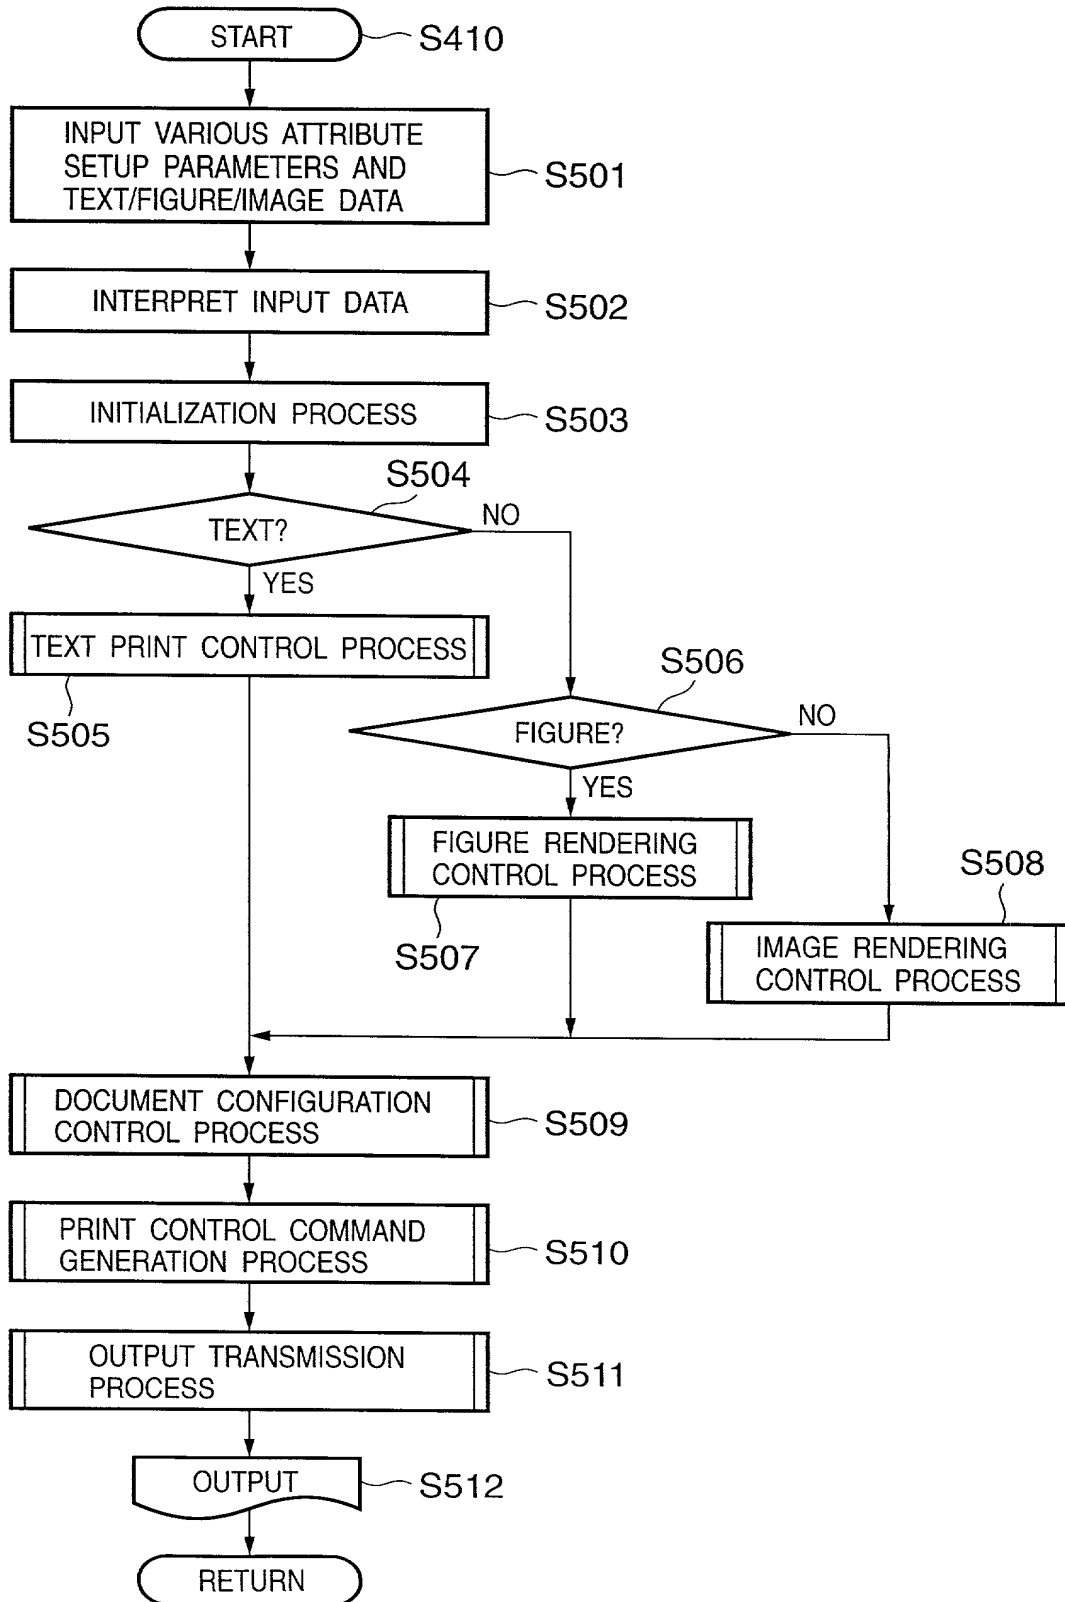 START
S410
INPUT VARIOUS ATTRIBUTE
SETUP PARAMETERS AND
TEXT/FIGURE/IMAGE DATA
S501
INTERPRET INPUT DATA
S502
INITIALIZATION PROCESS
S503
S504
TEXT?
NO
YES
TEXT PRINT CONTROL PROCESS
S505
S506
FIGURE?
NO
YES
FIGURE RENDERING
CONTROL PROCESS
S507
S508
IMAGE RENDERING
CONTROL PROCESS
DOCUMENT CONFIGURATION
CONTROL PROCESS
S509
PRINT CONTROL COMMAND
GENERATION PROCESS
S510
OUTPUT TRANSMISSION
PROCESS
S511
OUTPUT
S512
RETURN